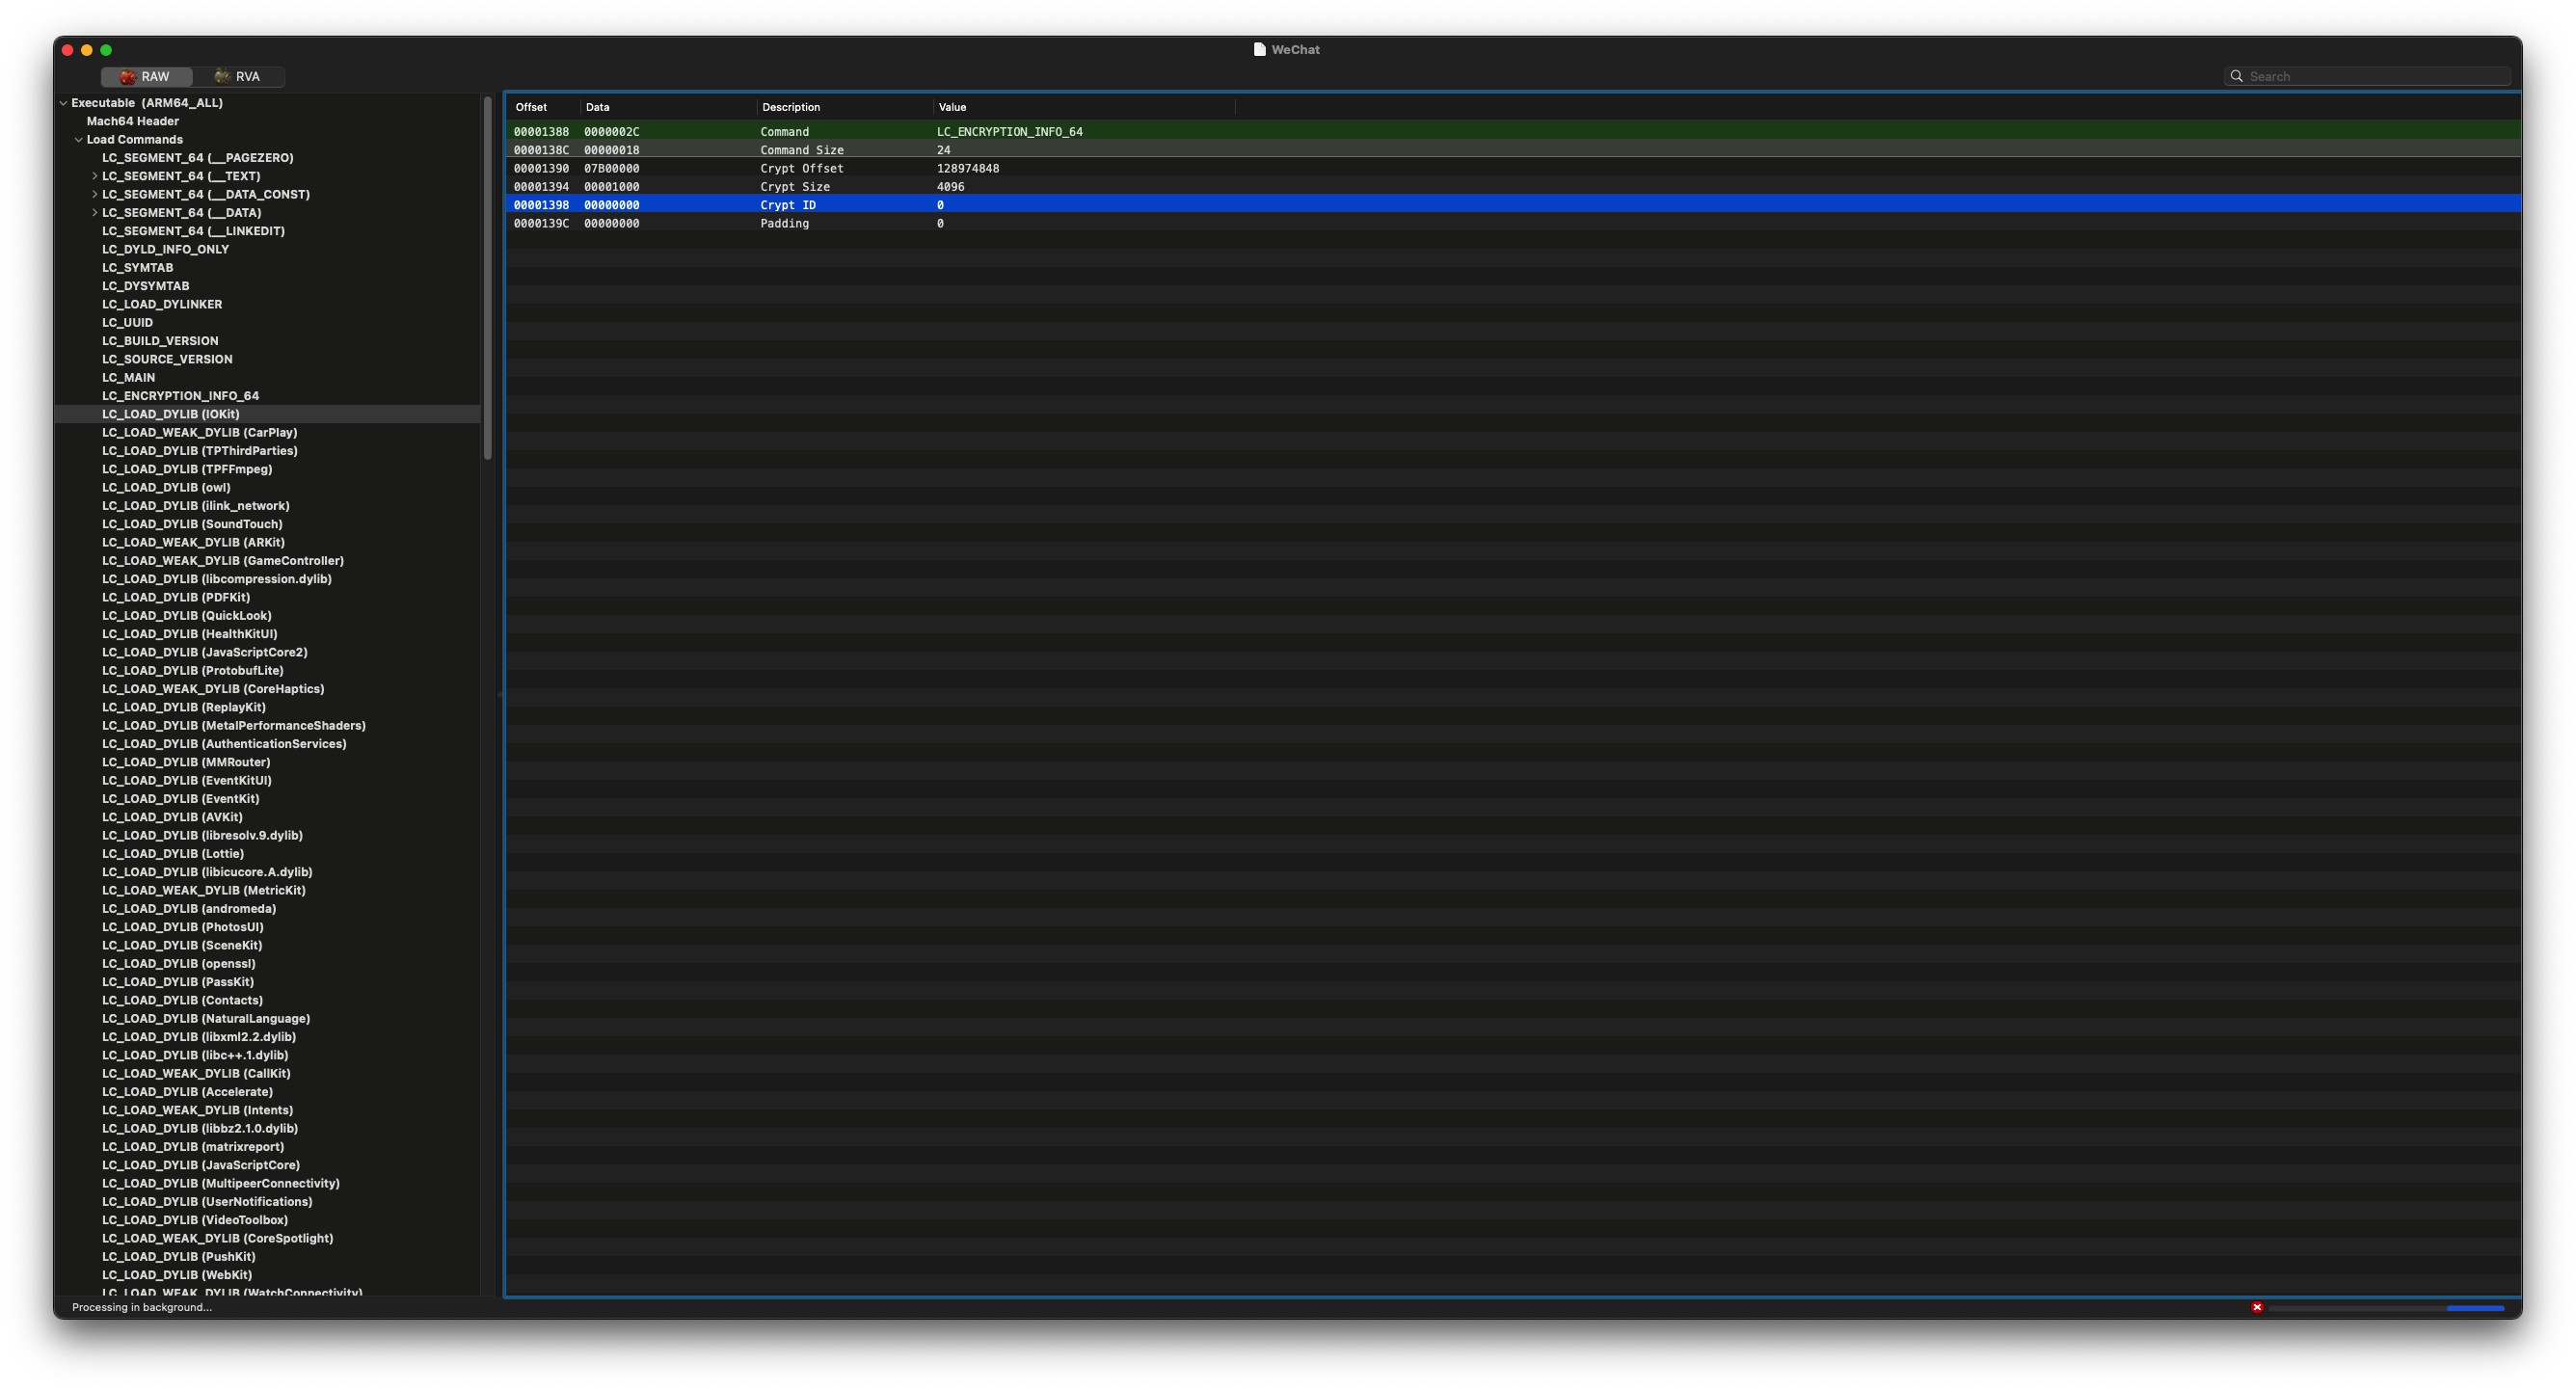 WeChat
RAW RVA
Search
Executable (ARM64_ALL)
Mach64 Header
Load Commands
LC_SEGMENT_64 (__PAGEZERO)
LC_SEGMENT_64 (__TEXT)
LC_SEGMENT_64 (__DATA_CONST)
LC_SEGMENT_64 (__DATA)
LC_SEGMENT_64 (__LINKEDIT)
LC_DYLD_INFO_ONLY
LC_SYMTAB
LC_DYSYMTAB
LC_LOAD_DYLINKER
LC_UUID
LC_BUILD_VERSION
LC_SOURCE_VERSION
LC_MAIN
LC_ENCRYPTION_INFO_64
LC_LOAD_DYLIB (IOKit)
LC_LOAD_WEAK_DYLIB (CarPlay)
LC_LOAD_DYLIB (TPThirdParties)
LC_LOAD_DYLIB (TPFFmpeg)
LC_LOAD_DYLIB (owl)
LC_LOAD_DYLIB (ilink_network)
LC_LOAD_DYLIB (SoundTouch)
LC_LOAD_WEAK_DYLIB (ARKit)
LC_LOAD_WEAK_DYLIB (GameController)
LC_LOAD_DYLIB (libcompression.dylib)
LC_LOAD_DYLIB (PDFKit)
LC_LOAD_DYLIB (QuickLook)
LC_LOAD_DYLIB (HealthKitUI)
LC_LOAD_DYLIB (JavaScriptCore2)
LC_LOAD_DYLIB (ProtobufLite)
LC_LOAD_WEAK_DYLIB (CoreHaptics)
LC_LOAD_DYLIB (ReplayKit)
LC_LOAD_DYLIB (MetalPerformanceShaders)
LC_LOAD_DYLIB (AuthenticationServices)
LC_LOAD_DYLIB (MMRouter)
LC_LOAD_DYLIB (EventKitUI)
LC_LOAD_DYLIB (EventKit)
LC_LOAD_DYLIB (AVKit)
LC_LOAD_DYLIB (libresolv.9.dylib)
LC_LOAD_DYLIB (Lottie)
LC_LOAD_DYLIB (libicucore.A.dylib)
LC_LOAD_WEAK_DYLIB (MetricKit)
LC_LOAD_DYLIB (andromeda)
LC_LOAD_DYLIB (PhotosUI)
LC_LOAD_DYLIB (SceneKit)
LC_LOAD_DYLIB (openssl)
LC_LOAD_DYLIB (PassKit)
LC_LOAD_DYLIB (Contacts)
LC_LOAD_DYLIB (NaturalLanguage)
LC_LOAD_DYLIB (libxml2.2.dylib)
LC_LOAD_DYLIB (libc++.1.dylib)
LC_LOAD_WEAK_DYLIB (CallKit)
LC_LOAD_DYLIB (Accelerate)
LC_LOAD_WEAK_DYLIB (Intents)
LC_LOAD_DYLIB (libbz2.1.0.dylib)
LC_LOAD_DYLIB (matrixreport)
LC_LOAD_DYLIB (JavaScriptCore)
LC_LOAD_DYLIB (MultipeerConnectivity)
LC_LOAD_DYLIB (UserNotifications)
LC_LOAD_DYLIB (VideoToolbox)
LC_LOAD_WEAK_DYLIB (CoreSpotlight)
LC_LOAD_DYLIB (PushKit)
LC_LOAD_DYLIB (WebKit)
LC_LOAD_WEAK_DYLIB (WatchConnectivity)
Offset Data Description Value
00001388 0000002C Command LC_ENCRYPTION_INFO_64
0000138C 00000018 Command Size 24
00001390 07B00000 Crypt Offset 128974848
00001394 00001000 Crypt Size 4096
00001398 00000000 Crypt ID 0
0000139C 00000000 Padding 0
Processing in background...